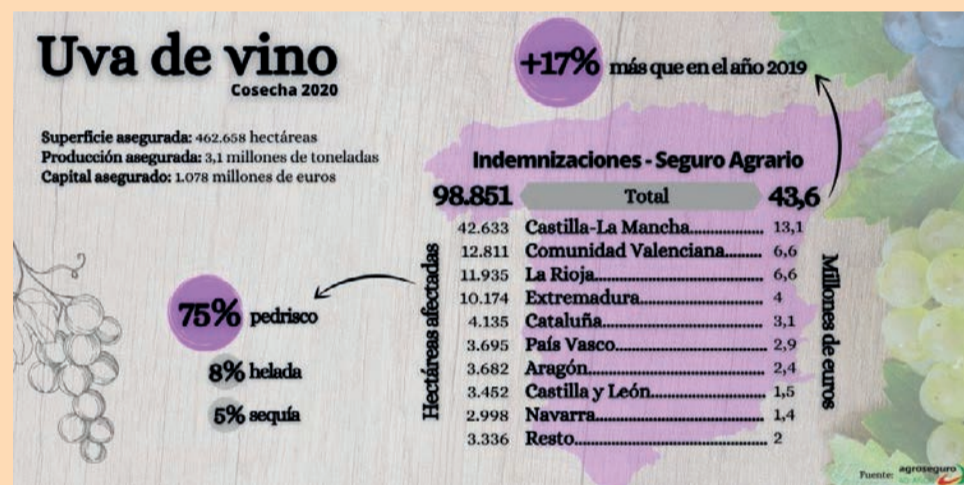 Uva de vino
Cosecha 2020
Superficie asegurada: 462.658 hectáreas
Producción asegurada: 3,1 millones de toneladas
Capital asegurado: 1.078 millones de euros
+17% más que en el año 2019
Indemnizaciones - Seguro Agrario
98.851 Total 43,6
Hectáreas afectadas
Millones de euros
42.633 Castilla-La Mancha.................. 13,1
12.811 Comunidad Valenciana......... 6,6
11.935 La Rioja......................................... 6,6
10.174 Extremadura.............................. 4
4.135 Cataluña....................................... 3,1
3.695 País Vasco.................................... 2,9
3.682 Aragón.......................................... 2,4
3.452 Castilla y León............................ 1,5
2.998 Navarra......................................... 1,4
3.336 Resto.............................................. 2
75% pedrisco
8% helada
5% sequía
Fuente: agroseguro